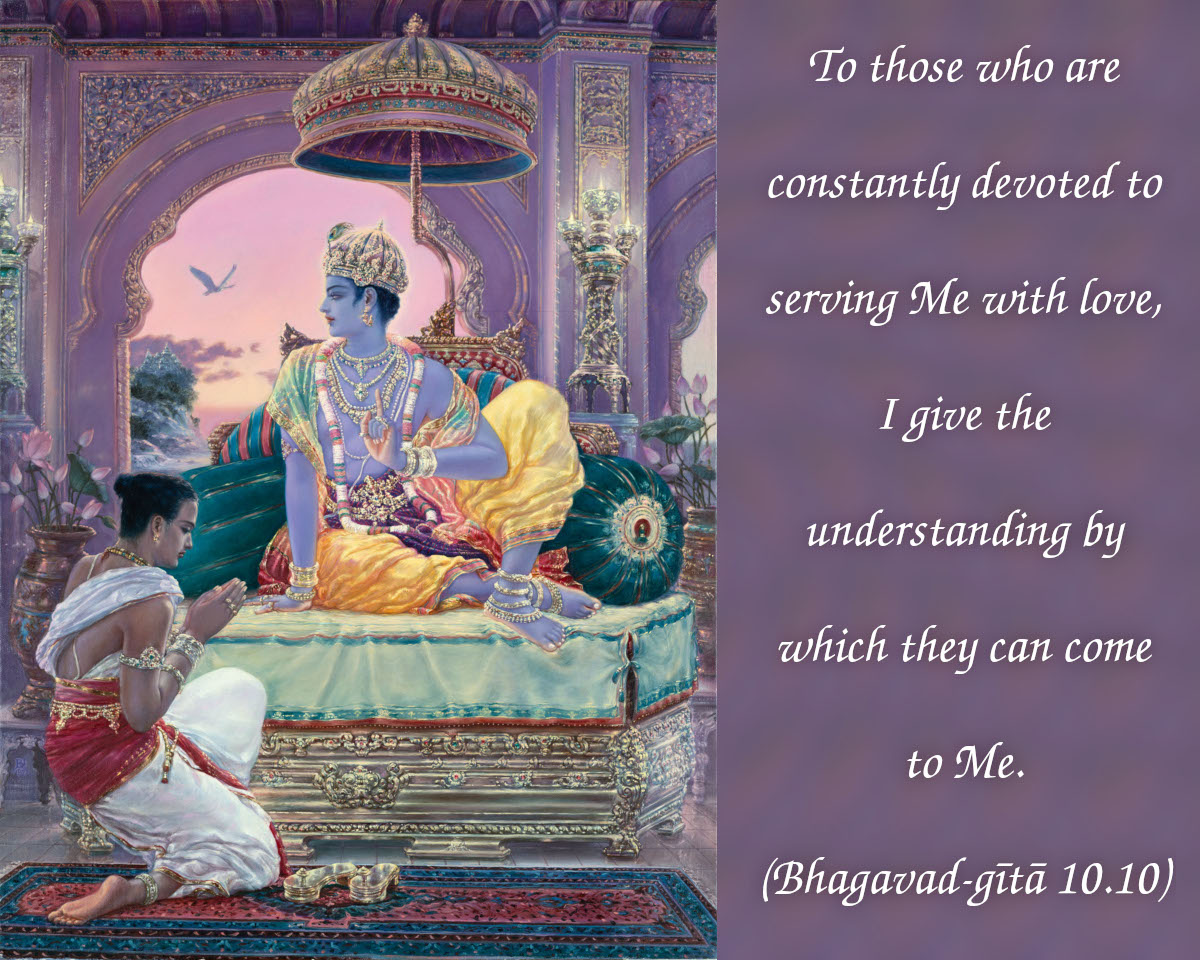 To those who are
constantly devoted to
serving Me with love,
I give the
understanding by
which they can come
to Me.
(Bhagavad-gītā 10.10)